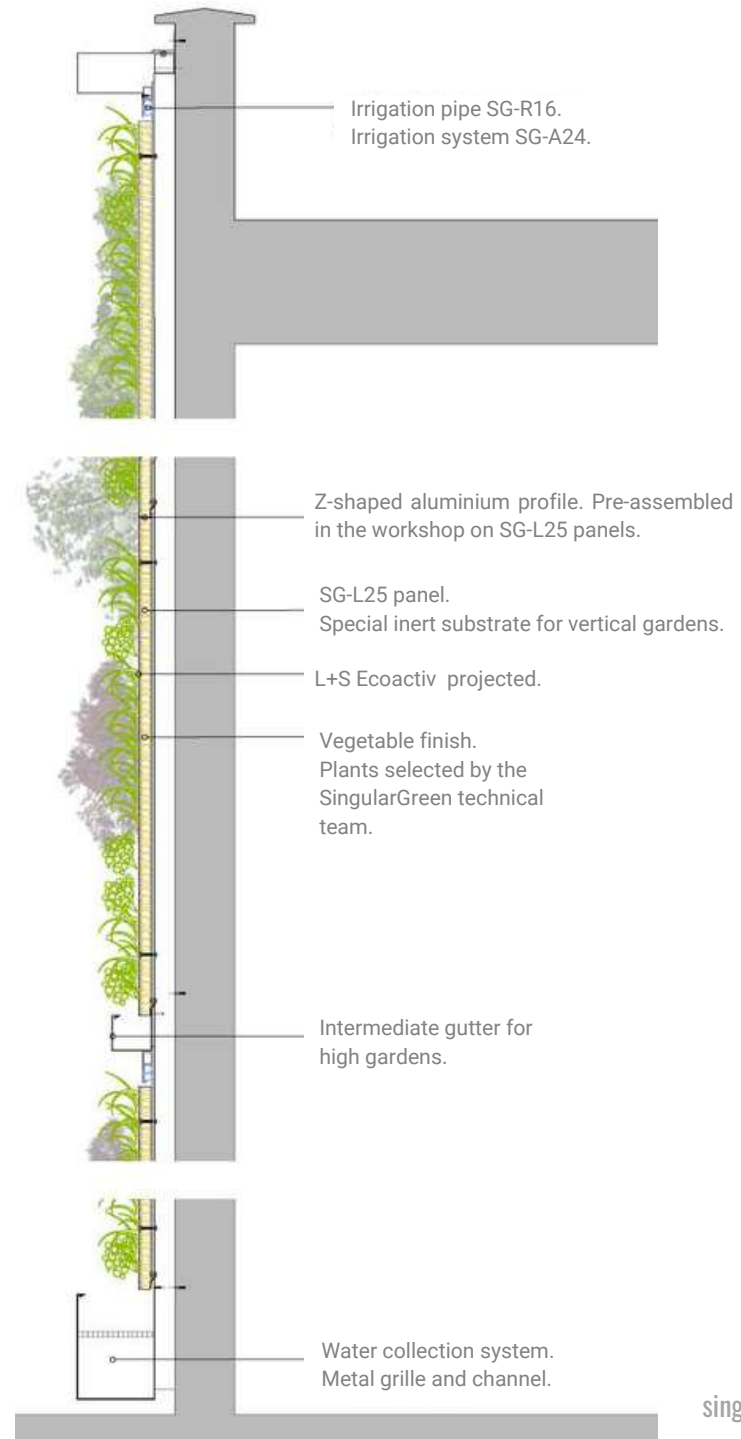 Irrigation pipe SG-R16.
Irrigation system SG-A24.
Z-shaped aluminium profile. Pre-assembled
in the workshop on SG-L25 panels.
SG-L25 panel.
Special inert substrate for vertical gardens.
L+S Ecoactiv projected.
Vegetable finish.
Plants selected by the
SingularGreen technical
team.
Intermediate gutter for
high gardens.
Water collection system.
Metal grille and channel.
sing